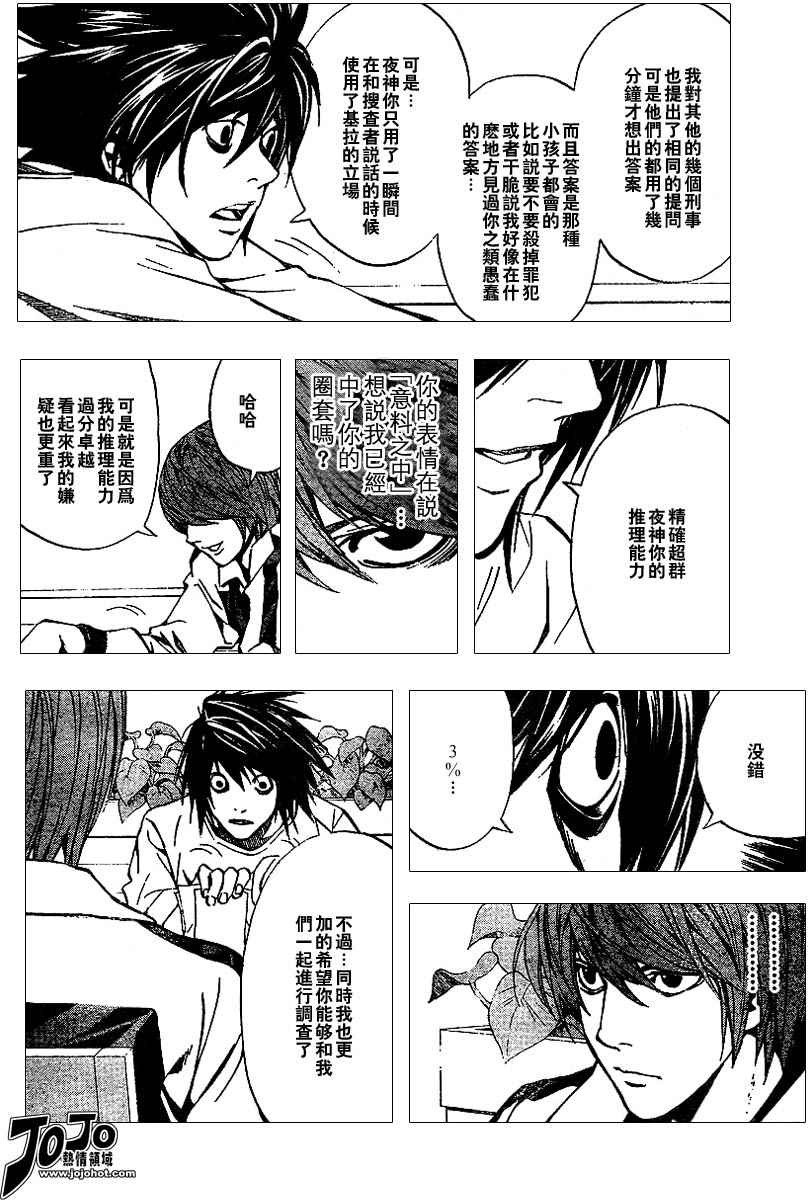 我對其他的幾個刑事
也提出了相同的提問
可是他們的都用了幾
分鐘才想出答案
而且答案是那種
小孩子都會的
比如説要不要殺掉罪犯
或者干脆説我好像在什
麽地方見過你之類愚蠢
的答案…
可是…
夜神你只用了一瞬間
在和搜查者説話的時候
使用了基拉的立場
精確超群
夜神你的
推理能力
你的表情在説
「意料之中」…
想説我已經
中了你的
圈套嗎？
哈哈
可是就是因爲
我的推理能力
過分卓越
看起來我的嫌
疑也更重了
没錯
3%…
…………
…………
不過…同時我也更
加的希望你能够和我
們一起進行調查了
JOJO
熱情領域
www.jojohot.com